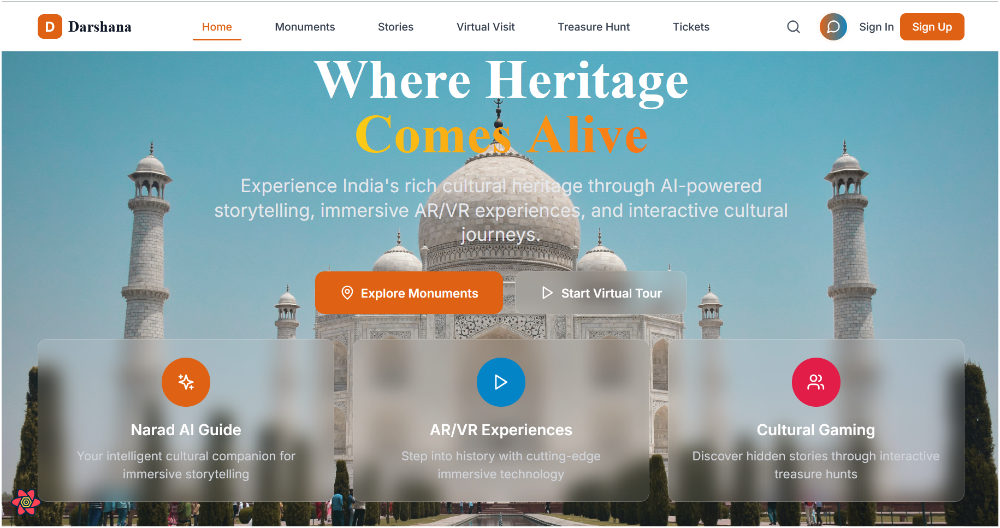 D Darshana Home Monuments Stories Virtual Visit Treasure Hunt Tickets Sign In Sign Up
Where Heritage
Comes Alive
Experience India's rich cultural heritage through AI-powered
storytelling, immersive AR/VR experiences, and interactive cultural
journeys.
Explore Monuments Start Virtual Tour
Narad AI Guide
Your intelligent cultural companion for
immersive storytelling
AR/VR Experiences
Step into history with cutting-edge
immersive technology
Cultural Gaming
Discover hidden stories through interactive
treasure hunts